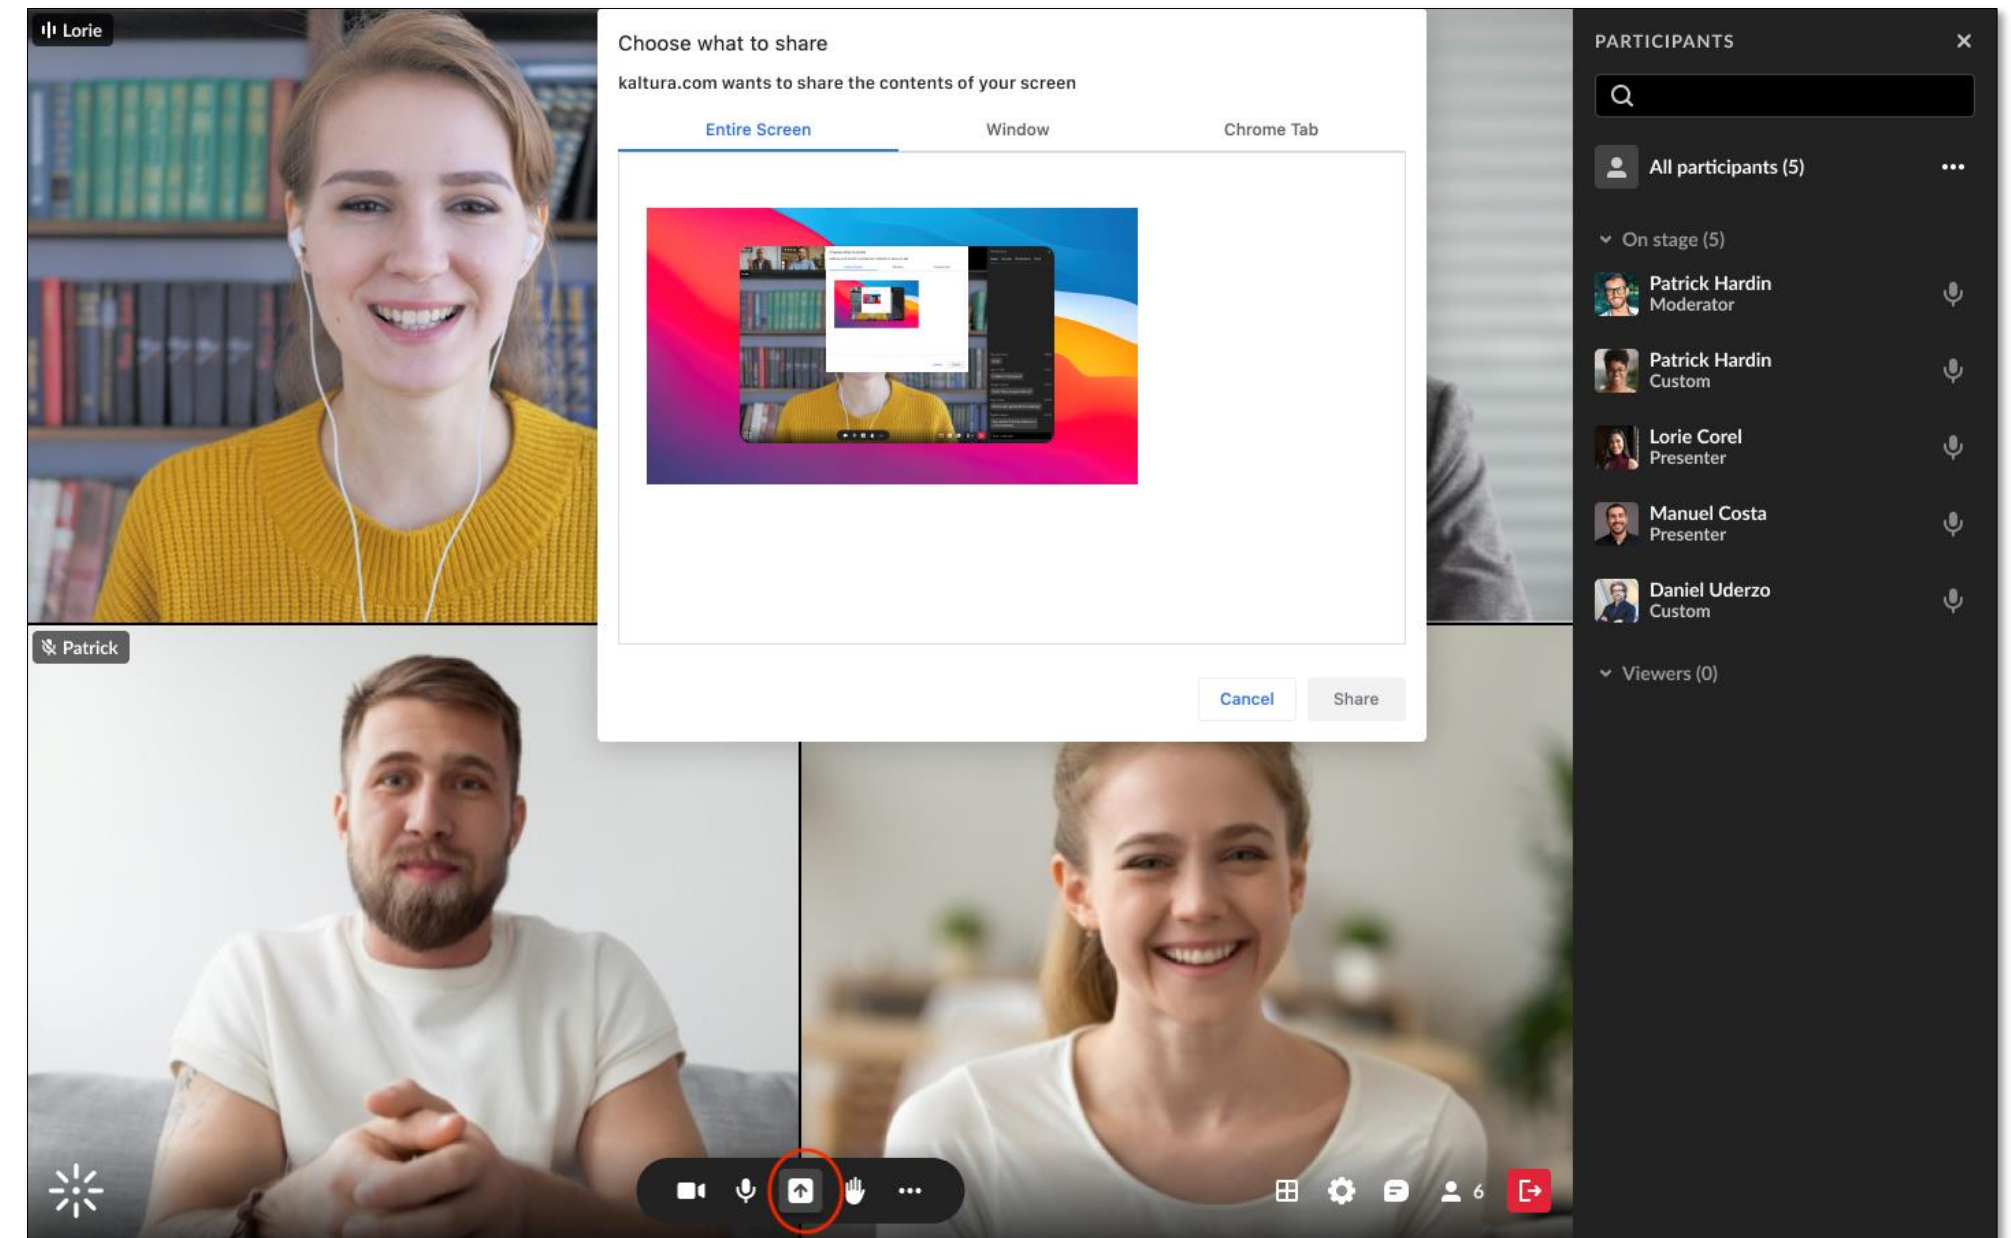 Lorie
Choose what to share
kaltura.com wants to share the contents of your screen
Entire Screen
Window
Chrome Tab
Cancel
Share
Patrick
6
PARTICIPANTS
All participants (5)
On stage (5)
Patrick Hardin
Moderator
Patrick Hardin
Custom
Lorie Corel
Presenter
Manuel Costa
Presenter
Daniel Uderzo
Custom
Viewers (0)